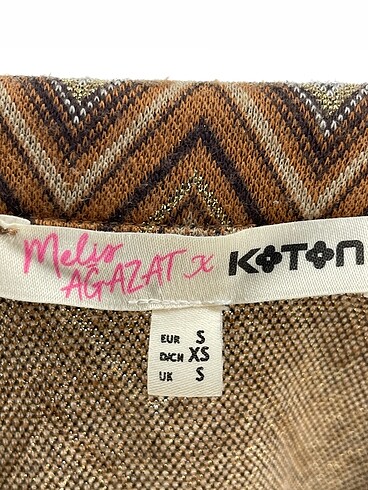 Melis
AGAZAT x KOTON
EUR S
D/CH XS
UK S